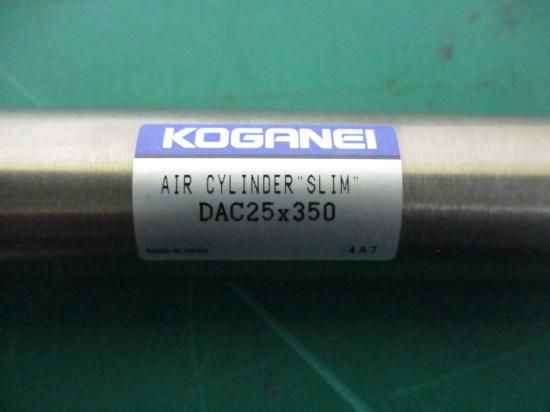 KOGANEI
AIR CYLINDER "SLIM"
DAC25x350
MADE IN JAPAN 4A7